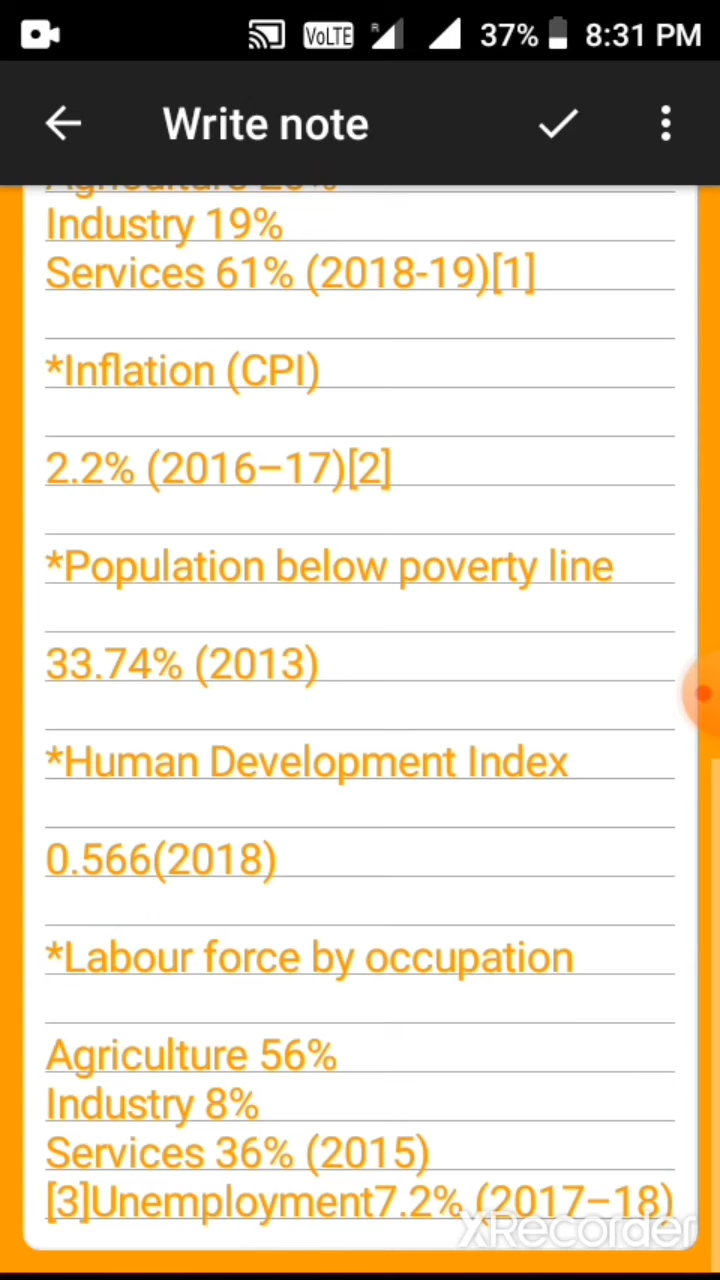 VoLTE R 37% 8:31 PM
Write note
Agriculture
Industry 19%
Services 61% (2018-19)[1]
*Inflation (CPI)
2.2% (2016–17)[2]
*Population below poverty line
33.74% (2013)
*Human Development Index
0.566(2018)
*Labour force by occupation
Agriculture 56%
Industry 8%
Services 36% (2015)
[3]Unemployment7.2% (2017–18)
XRecorder